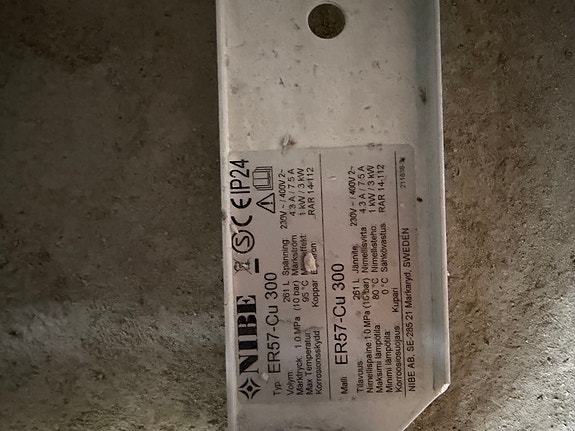 NIBE
IP24
Typ ER57-Cu 300
Volym 261 L Spänning 230V ~ / 400V 2~
Märktryck 1.0 MPa (10 bar) Märkström 4.3 A / 7.5 A
Max Temperatur 95 °C 1 kW / 3 kW
Korrosionsskydd Koppar RAR 14-112
Malli ER57-Cu 300
Tilavuus 261 L Jännite 230V ~ / 400V 2~
Nimellispaine 1.0 MPa (10 bar) Nimellisvirta 4.3 A / 7.5 A
Maksimi lämpötila 80 °C Nimellisteho 1 kW / 3 kW
Minimi lämpötila 0 °C Sähkövastus RAR 14-112
Korroosiosuojaus Kupari
NIBE AB, SE-285 21 Markaryd, SWEDEN